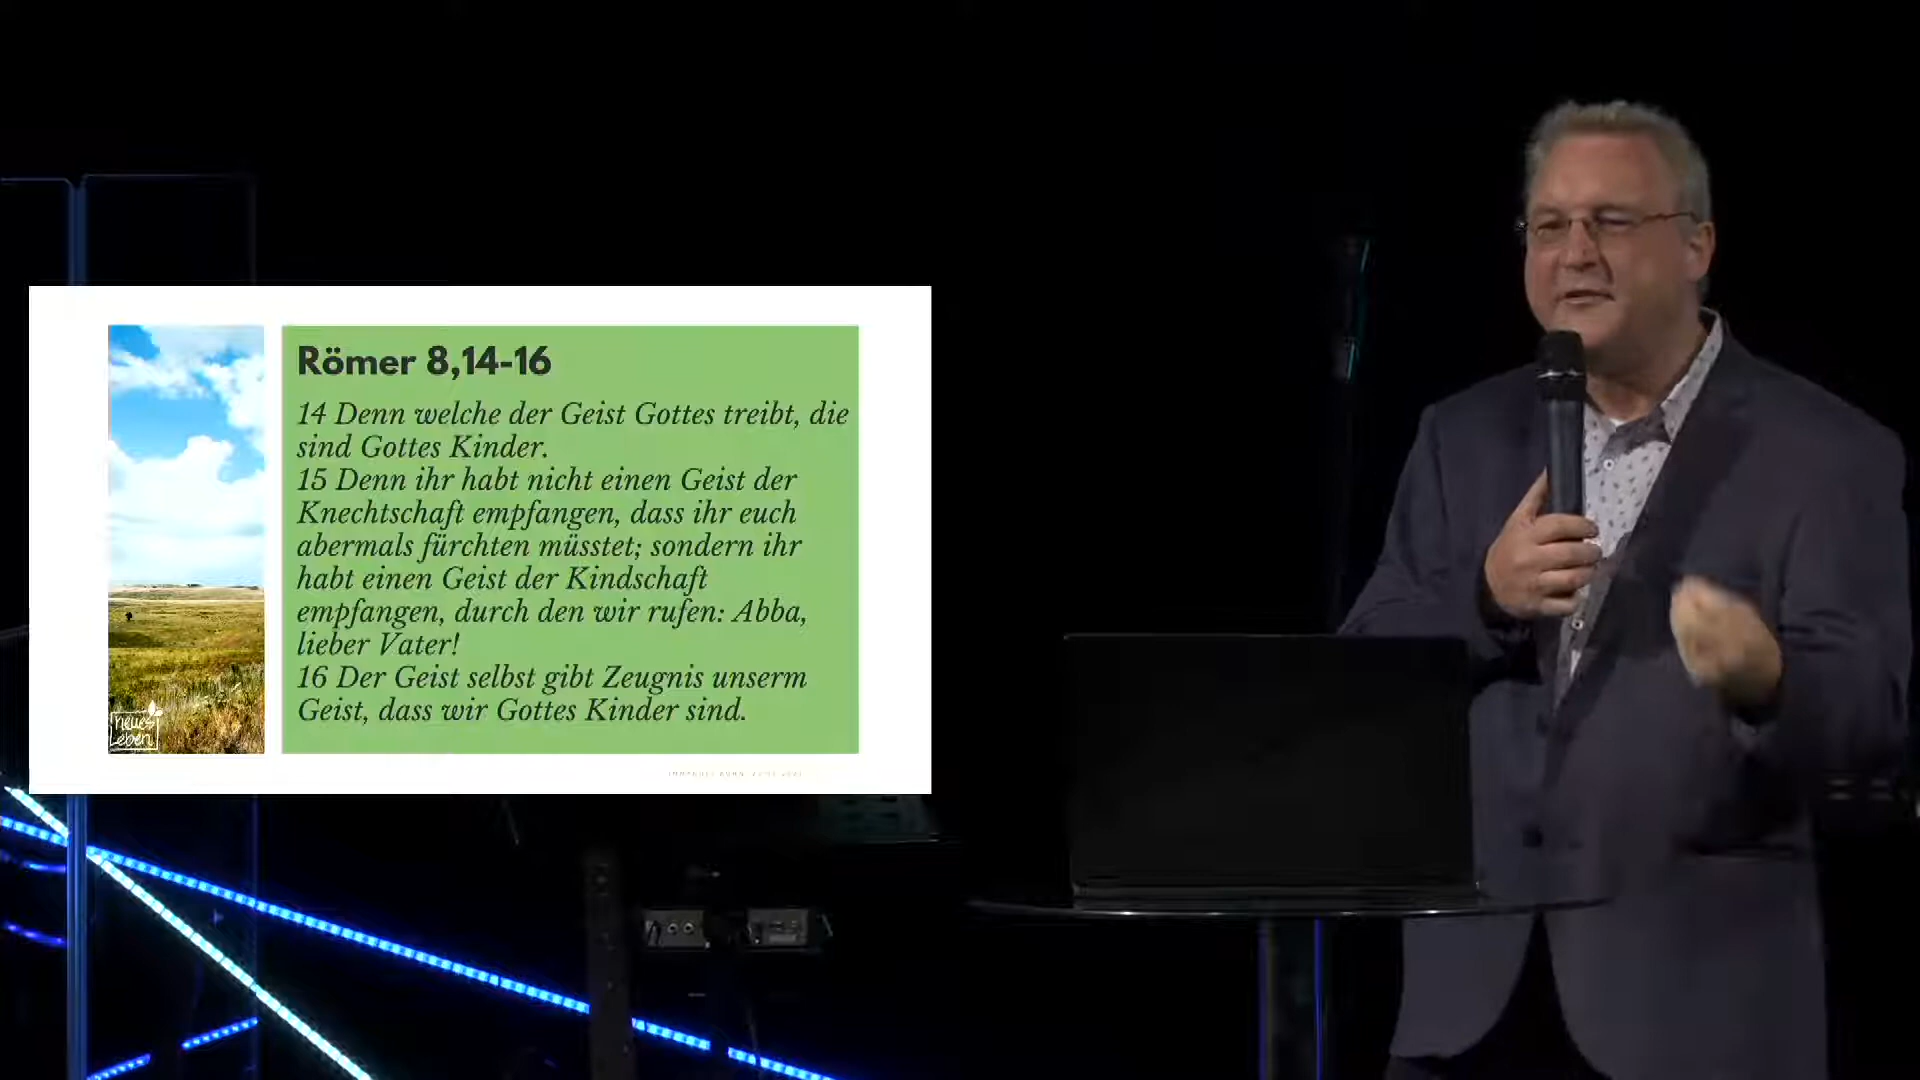 Römer 8,14-16
14 Denn welche der Geist Gottes treibt, die
sind Gottes Kinder.
15 Denn ihr habt nicht einen Geist der
Knechtschaft empfangen, dass ihr euch
abermals fürchten müsstet; sondern ihr
habt einen Geist der Kindschaft
empfangen, durch den wir rufen: Abba,
lieber Vater!
16 Der Geist selbst gibt Zeugnis unserm
Geist, dass wir Gottes Kinder sind.
neues
Leben